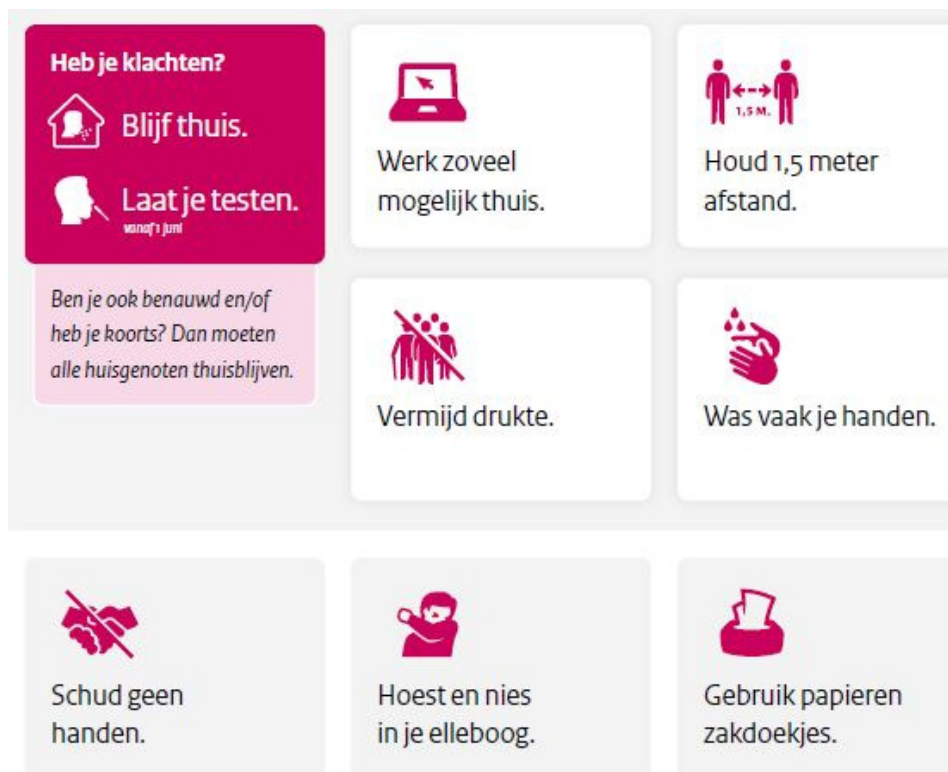 Heb je klachten?
Blijf thuis.
Laat je testen.
vanaf 1 juni
Ben je ook benauwd en/of
heb je koorts? Dan moeten
alle huisgenoten thuisblijven.
Werk zoveel
mogelijk thuis.
1,5 M.
Houd 1,5 meter
afstand.
Vermijd drukte.
Was vaak je handen.
Schud geen
handen.
Hoest en nies
in je elleboog.
Gebruik papieren
zakdoekjes.